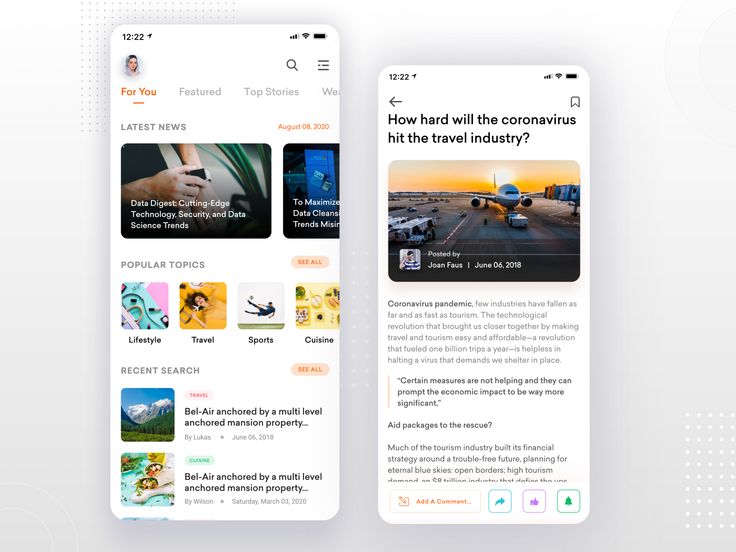 12:22
For You Featured Top Stories Wea
LATEST NEWS August 08, 2020
Data Digest: Cutting-Edge
Technology, Security, and Data
Science Trends
To Maximize
Data Cleansi
Trends Misin
POPULAR TOPICS SEE ALL
Lifestyle Travel Sports Cuisine
RECENT SEARCH SEE ALL
TRAVEL
Bel-Air anchored by a multi level
anchored mansion property...
By Lukas June 06, 2018
CUISINE
Bel-Air anchored by a multi level
anchored mansion property...
By Wilson Saturday, March 03, 2020
12:22
How hard will the coronavirus
hit the travel industry?
Posted by
Joan Faus | June 06, 2018
Coronavirus pandemic, few industries have fallen as
far and as fast as tourism. The technological
revolution that brought us closer together by making
travel and tourism easy and affordable—a revolution
that fueled one billion trips a year—is helpless in
halting a virus that demands we shelter in place.
“Certain measures are not helping and they can
prompt the economic impact to be way more
significant,”
Aid packages to the rescue?
Much of the tourism industry built its financial
strategy around a trouble-free future, planning for
eternal blue skies: open borders; high tourism
demand, an $8 trillion industry that defies the ups
Add A Comment...